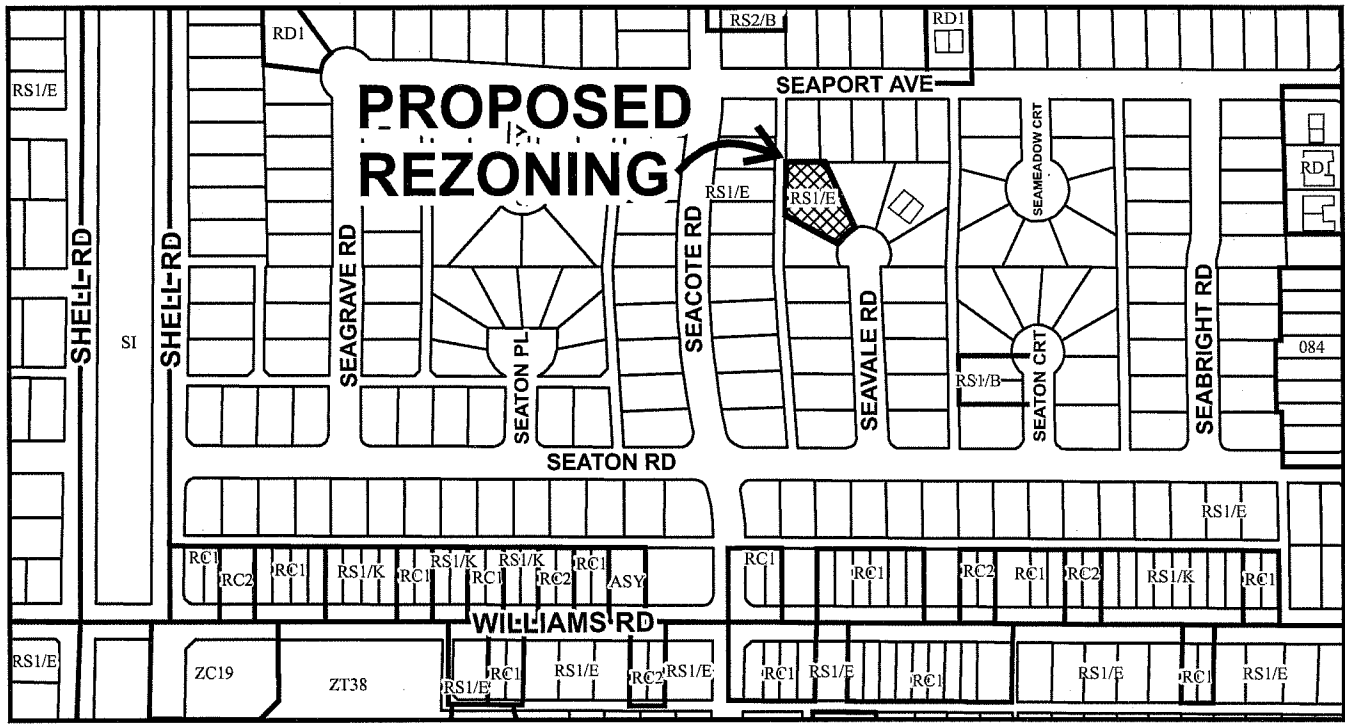 RD1
RS2/B
RD1
RS1/E
SEAPORT AVE
PROPOSED
REZONING
SEAMEADOW CRT
RD1
RS1/E
RS1/E
SHELL RD
SHELL RD
SI
SEAGRAVE RD
SEACOTE RD
SEAVALE RD
SEABRIGHT RD
084
SEATON PL
RS1/B
SEATON CRT
SEATON RD
RS1/E
RC1
RC2
RC1
RS1/K
RC1
RS1/K
RC1
RS1/K
RC2
RC1
ASY
RC1
RC1
RC2
RC1
RC2
RS1/K
RC1
WILLIAMS RD
RS1/E
ZC19
ZT38
RS1/E
RC1
RS1/E
RC2
RS1/E
RC1
RS1/E
RC1
RS1/E
RC1
RS1/E